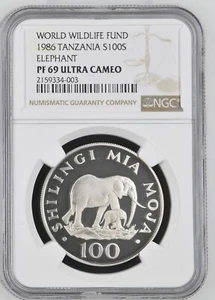 WORLD WILDLIFE FUND
1986 TANZANIA S100S
ELEPHANT
PF 69 ULTRA CAMEO
2159334-003
NUMISMATIC GUARANTY COMPANY
NGC
SHILINGI MIA MOJA
100